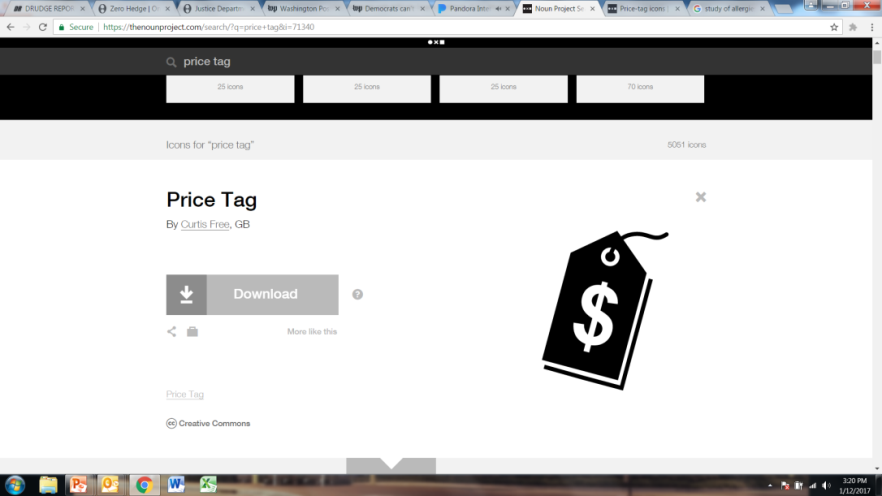 DRUDGE REPOR
Zero Hedge | O
Justice Departm
Washington Po
Democrats can't
Pandora Inte
Noun Project Se
Price-tag icons |
study of allergie
Secure | https://thenounproject.com/search/?q=price+tag&i=71340
price tag
25 icons
25 icons
25 icons
70 icons
Icons for "price tag"
5051 icons
Price Tag
By Curtis Free, GB
Download
?
More like this
$
Price Tag
cc Creative Commons
3:20 PM
1/12/2017